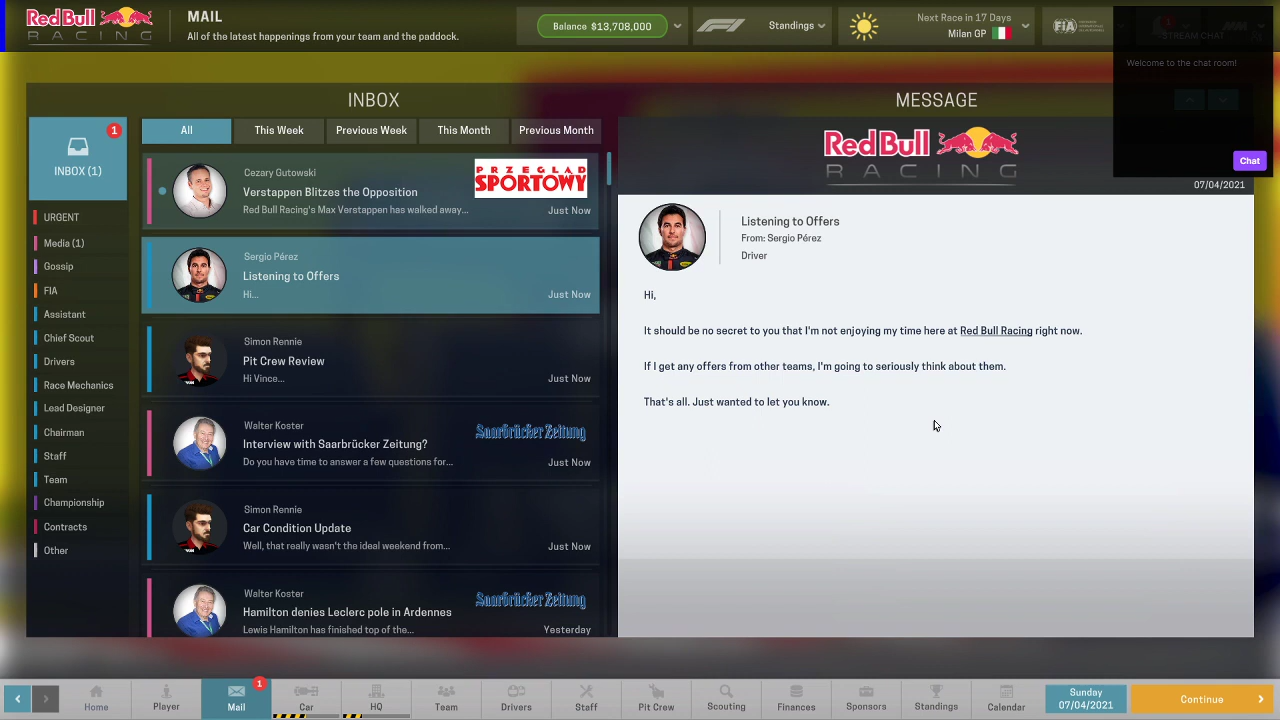 Red Bull
RACING
MAIL
All of the latest happenings from your team and the paddock.
Balance $13,708,000
Standings
Next Race in 17 Days
Milan GP
FIA
1
STREAM CHAT
Welcome to the chat room!
Chat
INBOX
MESSAGE
1
INBOX (1)
URGENT
Media (1)
Gossip
FIA
Assistant
Chief Scout
Drivers
Race Mechanics
Lead Designer
Chairman
Staff
Team
Championship
Contracts
Other
All
This Week
Previous Week
This Month
Previous Month
Cezary Gutowski
Verstappen Blitzes the Opposition
Red Bull Racing's Max Verstappen has walked away...
PRZEGLĄD
SPORTOWY
Just Now
Sergio Pérez
Listening to Offers
Hi...
Just Now
Simon Rennie
Pit Crew Review
Hi Vince...
Just Now
Walter Koster
Interview with Saarbrücker Zeitung?
Do you have time to answer a few questions for...
Saarbrücker Zeitung
Just Now
Simon Rennie
Car Condition Update
Well, that really wasn't the ideal weekend from...
Just Now
Walter Koster
Hamilton denies Leclerc pole in Ardennes
Lewis Hamilton has finished top of the...
Saarbrücker Zeitung
Yesterday
Red Bull
RACING
07/04/2021
Listening to Offers
From: Sergio Pérez
Driver
Hi,
It should be no secret to you that I'm not enjoying my time here at Red Bull Racing right now.
If I get any offers from other teams, I'm going to seriously think about them.
That's all. Just wanted to let you know.
Home
Player
1
Mail
Car
HQ
Team
Drivers
Staff
Pit Crew
Scouting
Finances
Sponsors
Standings
Calendar
Sunday
07/04/2021
Continue